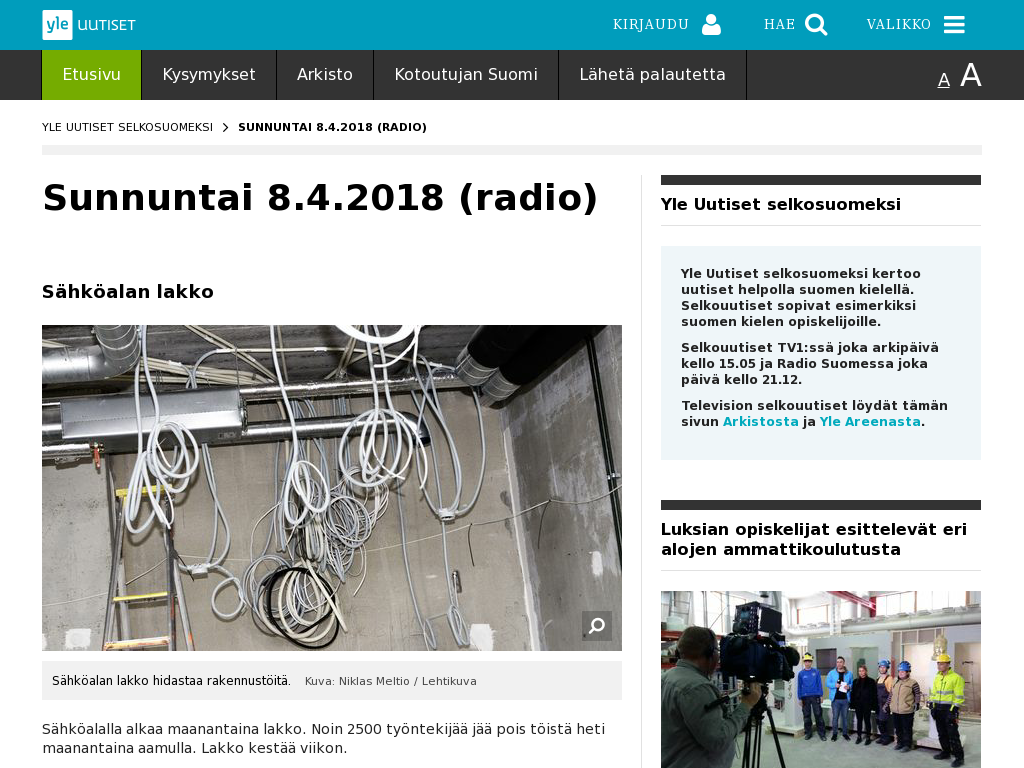 yle UUTISET
KIRJAUDU
HAE
VALIKKO
Etusivu
Kysymykset
Arkisto
Kotoutujan Suomi
Lähetä palautetta
A A
YLE UUTISET SELKOSUOMEKSI
SUNNUNTAI 8.4.2018 (RADIO)
Sunnuntai 8.4.2018 (radio)
Sähköalan lakko
Sähköalan lakko hidastaa rakennustöitä. Kuva: Niklas Meltio / Lehtikuva
Sähköalalla alkaa maanantaina lakko. Noin 2500 työntekijää jää pois töistä heti
maanantaina aamulla. Lakko kestää viikon.
Yle Uutiset selkosuomeksi
Yle Uutiset selkosuomeksi kertoo
uutiset helpolla suomen kielellä.
Selkouutiset sopivat esimerkiksi
suomen kielen opiskelijoille.
Selkouutiset TV1:ssä joka arkipäivä
kello 15.05 ja Radio Suomessa joka
päivä kello 21.12.
Television selkouutiset löydät tämän
sivun Arkistosta ja Yle Areenasta.
Luksian opiskelijat esittelevät eri
alojen ammattikoulutusta